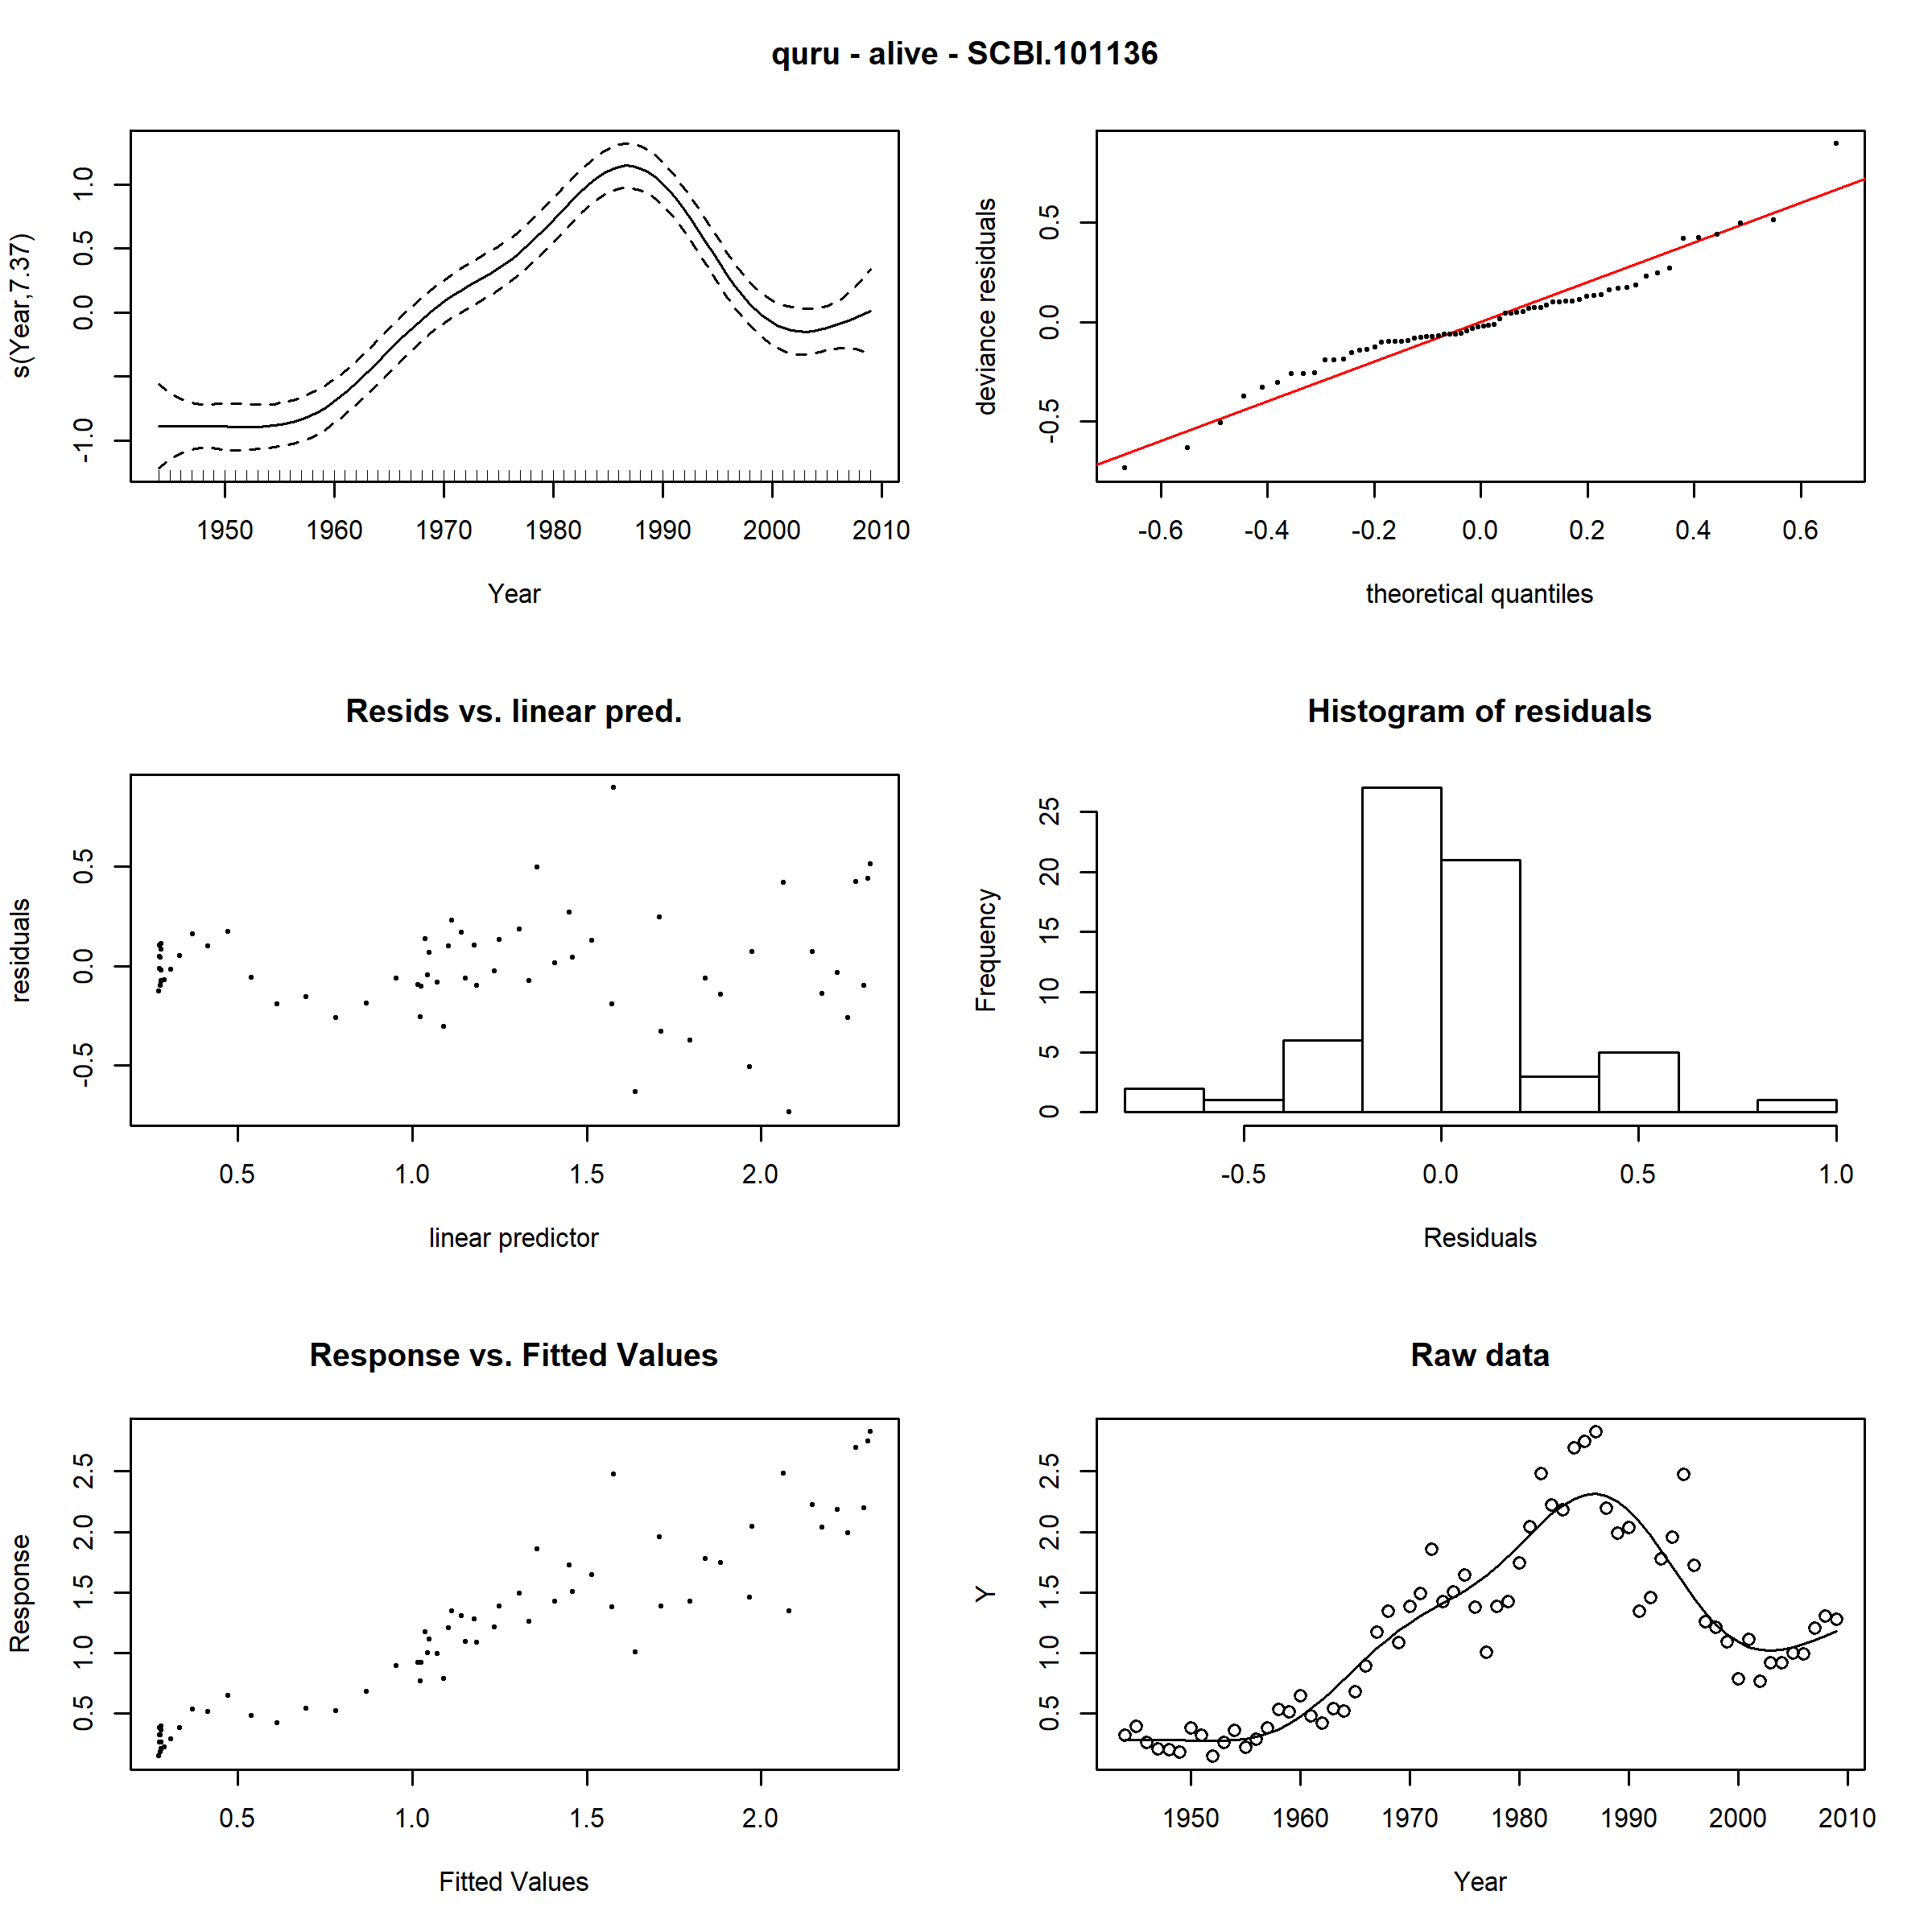 quru - alive - SCBI.101136
s(Year,7.37)
-1.0 0.0 0.5 1.0
1950 1960 1970 1980 1990 2000 2010
Year
deviance residuals
-0.5 0.0 0.5
-0.6 -0.4 -0.2 0.0 0.2 0.4 0.6
theoretical quantiles
Resids vs. linear pred.
residuals
-0.5 0.0 0.5
0.5 1.0 1.5 2.0
linear predictor
Histogram of residuals
Frequency
0 5 10 15 20 25
-0.5 0.0 0.5 1.0
Residuals
Response vs. Fitted Values
Response
0.5 1.0 1.5 2.0 2.5
0.5 1.0 1.5 2.0
Fitted Values
Raw data
Y
0.5 1.0 1.5 2.0 2.5
1950 1960 1970 1980 1990 2000 2010
Year